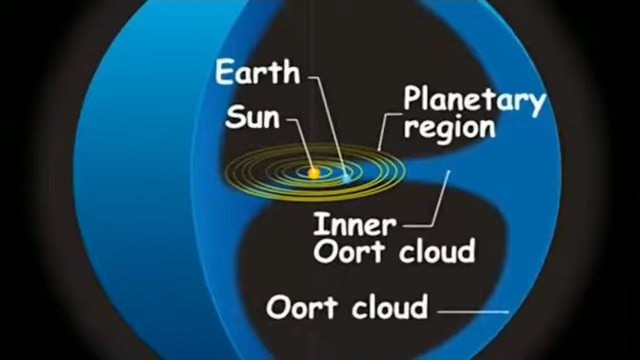 Earth
Sun
Planetary
region
Inner
Oort cloud
Oort cloud